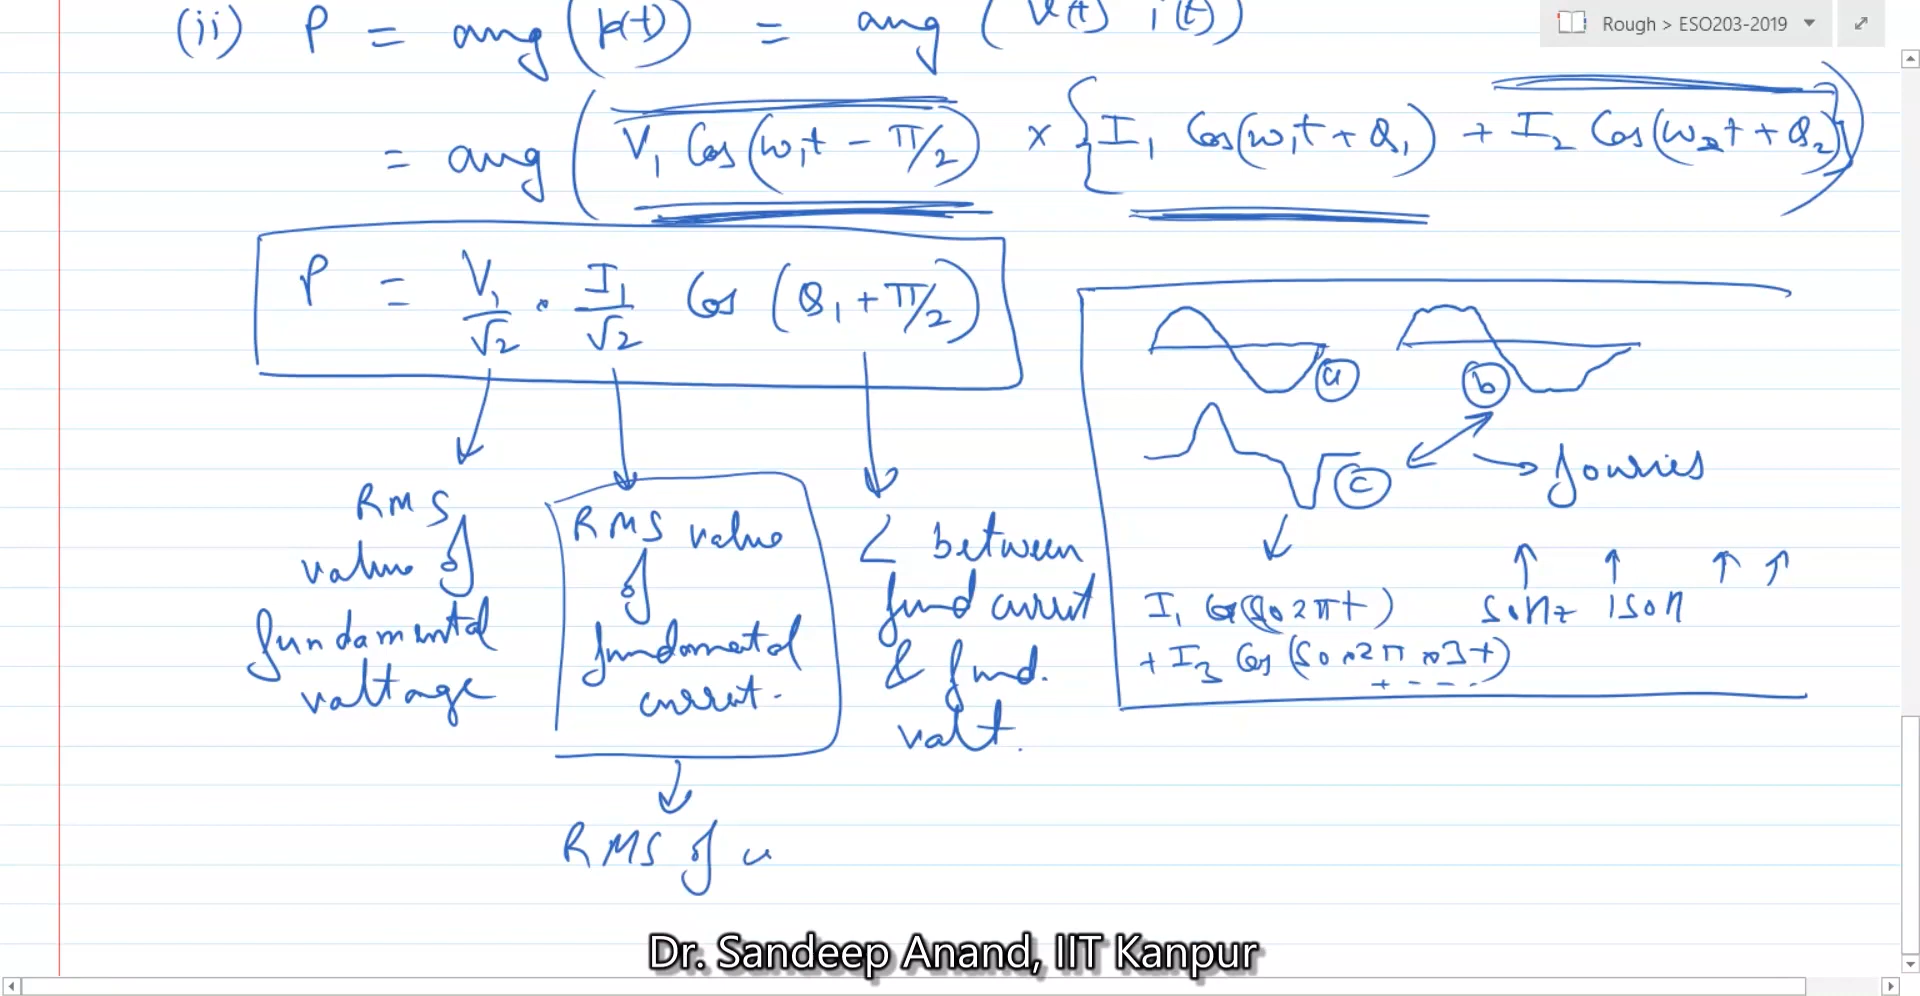 (ii) P = avg (p(t)) = avg (v(t) i(t))
Rough > ESO203-2019
= avg (V₁ Cos(ω₁t - π/2) × {I₁ Cos(ω₁t + θ₁) + I₂ Cos(ω₂t + θ₂)})
P = V₁/√2 · I₁/√2 Cos (θ₁ + π/2)
a
b
c
fouries
RMS
value of
fundamental
voltage
RMS value
of
fundamental
current.
∠ between
fund current
& fund.
volt.
50Hz 150H
I₁ Cos(50 2πt)
+ I₃ Cos (50 × 2π × 3t)
+ - - - .
RMS of
Dr. Sandeep Anand, IIT Kanpur